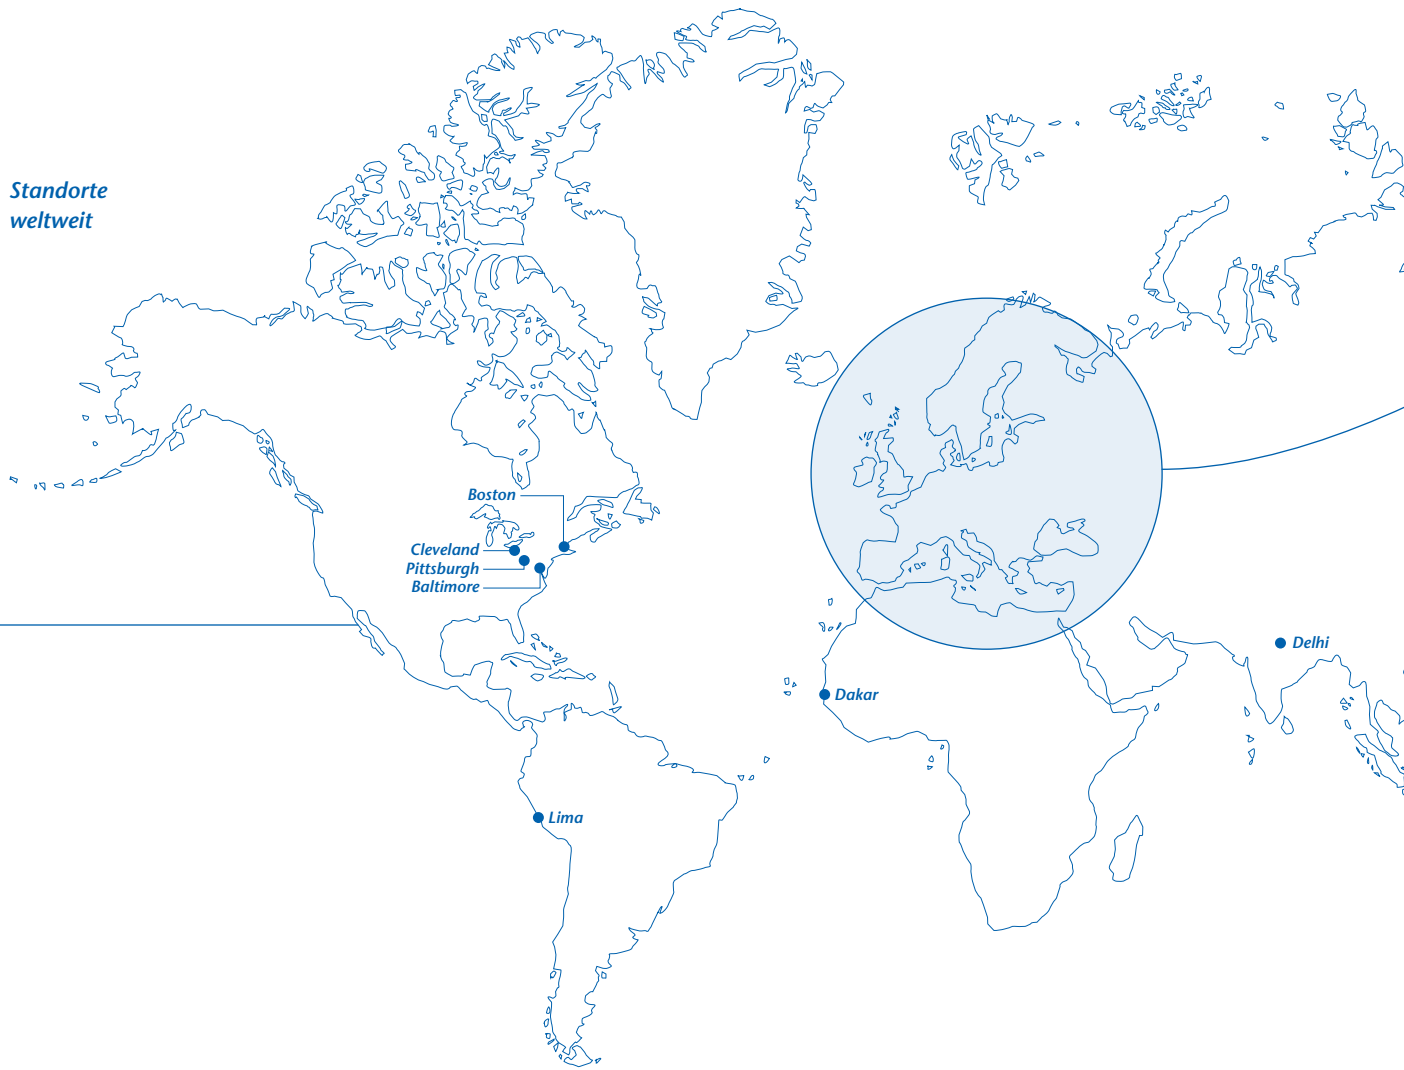 Standorte
weltweit
Boston
Cleveland
Pittsburgh
Baltimore
Delhi
Dakar
Lima